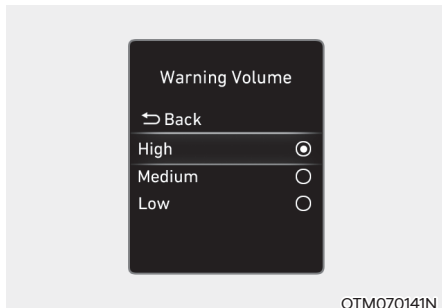 Warning Volume
Back
High
Medium
Low
OTM070141N